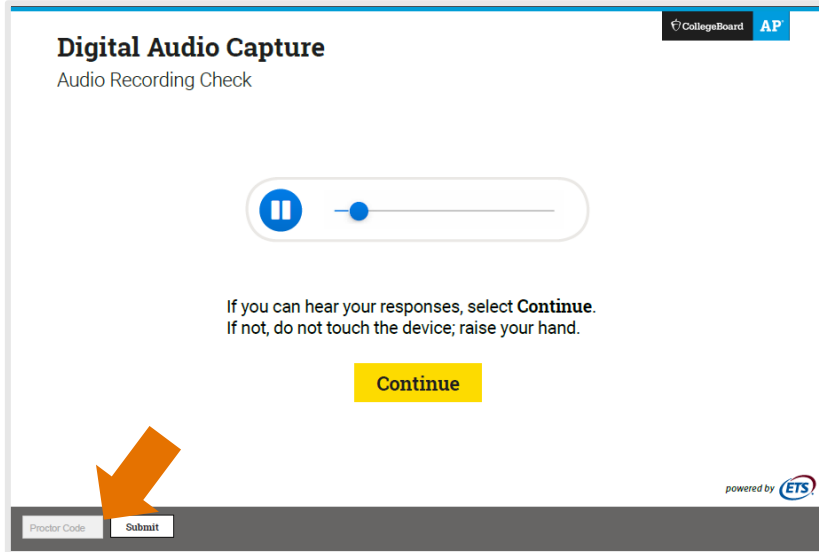 CollegeBoard AP
Digital Audio Capture
Audio Recording Check
If you can hear your responses, select Continue.
If not, do not touch the device; raise your hand.
Continue
powered by ETS
Proctor Code
Submit